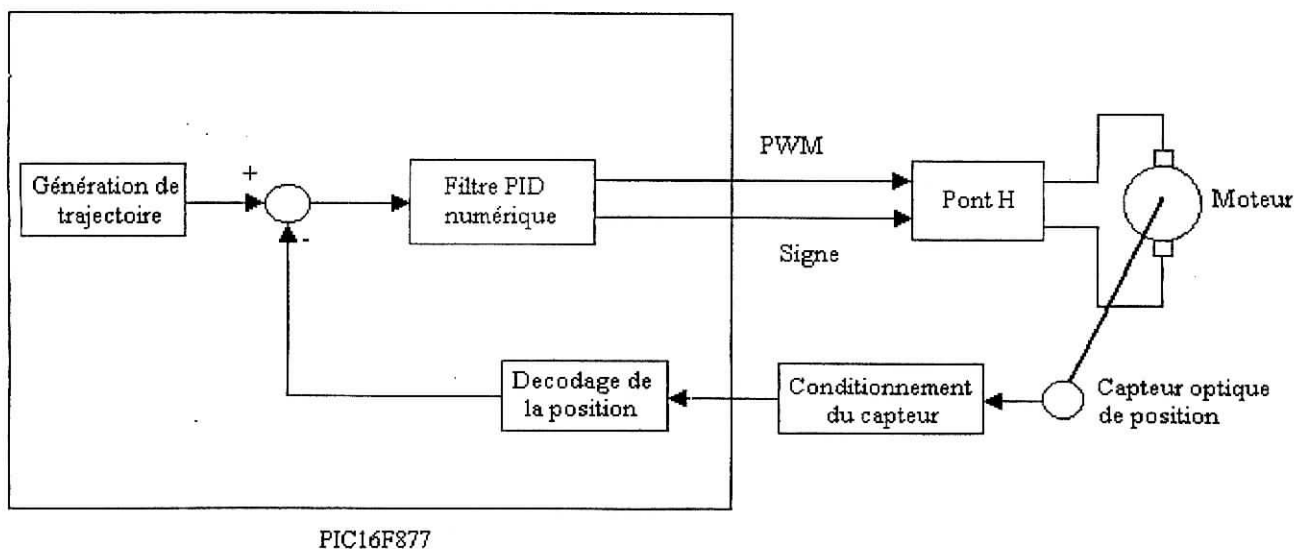 PWM
+
Génération de
trajectoire
Filtre PID
numérique
Pont H
Moteur
-
Signe
Decodage de
la position
Conditionnement
du capteur
Capteur optique
de position
PIC16F877